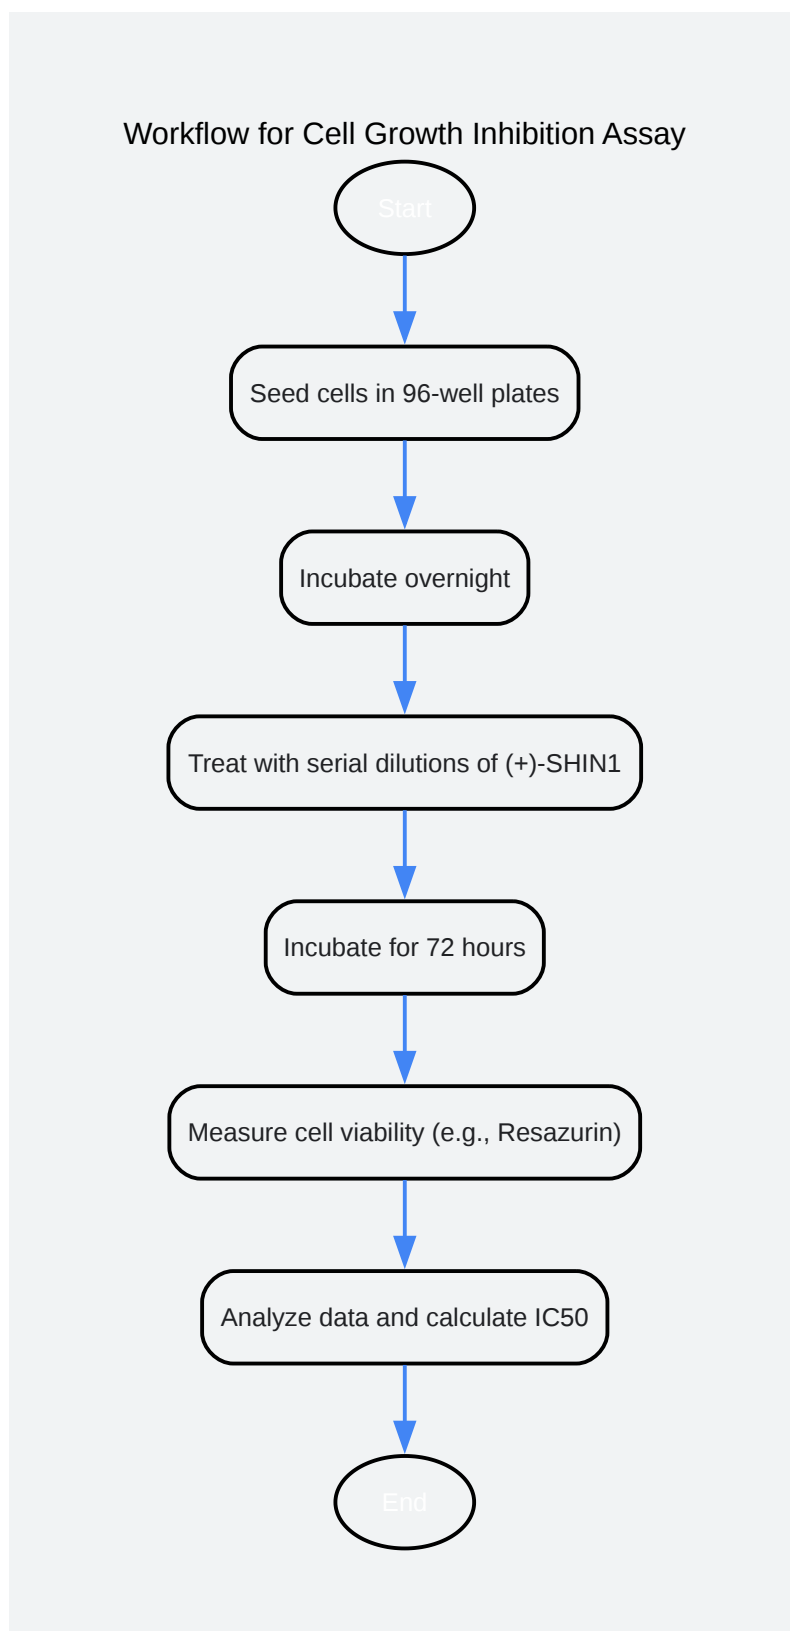 Workflow for Cell Growth Inhibition Assay
Start
Seed cells in 96-well plates
Incubate overnight
Treat with serial dilutions of (+)-SHIN1
Incubate for 72 hours
Measure cell viability (e.g., Resazurin)
Analyze data and calculate IC50
End